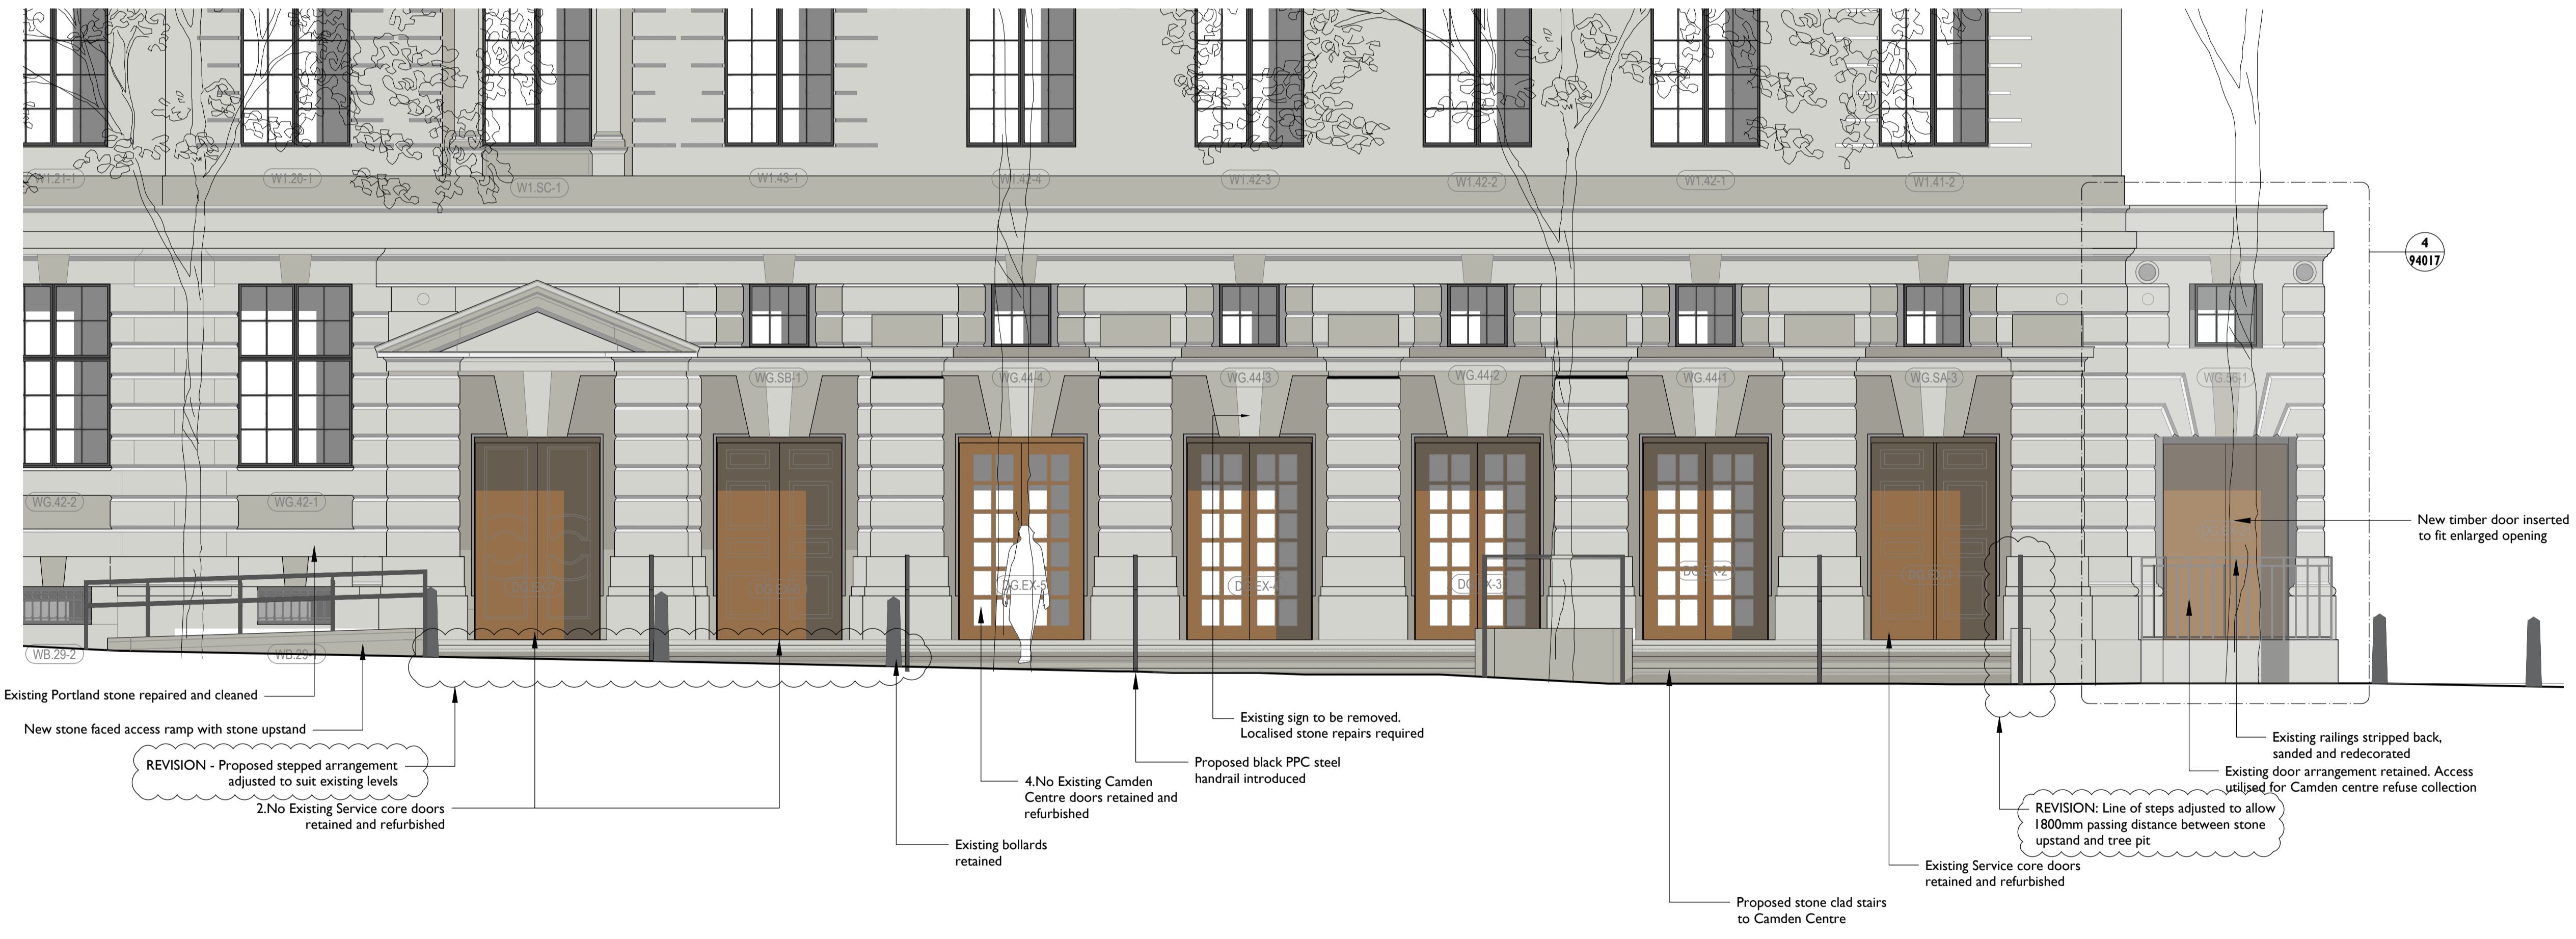 W1.21-1
W1.20-1
W1.SC-1
W1.43-1
W1.42-4
W1.42-3
W1.42-2
W1.42-1
W1.41-2
4
94017
WG.SB-1
WG.44-4
WG.44-3
WG.44-2
WG.44-1
WG.SA-3
WG.56-1
WG.42-2
WG.42-1
New timber door inserted
to fit enlarged opening
DG.EX-5
DG.EX-3
DG.EX-2
WB.29-2
WB.29-1
Existing Portland stone repaired and cleaned
New stone faced access ramp with stone upstand
REVISION - Proposed stepped arrangement
adjusted to suit existing levels
2.No Existing Service core doors
retained and refurbished
Existing bollards
retained
4.No Existing Camden
Centre doors retained and
refurbished
Proposed black PPC steel
handrail introduced
Existing sign to be removed.
Localised stone repairs required
Existing railings stripped back,
sanded and redecorated
Existing door arrangement retained. Access
utilised for Camden centre refuse collection
REVISION: Line of steps adjusted to allow
1800mm passing distance between stone
upstand and tree pit
Existing Service core doors
retained and refurbished
Proposed stone clad stairs
to Camden Centre